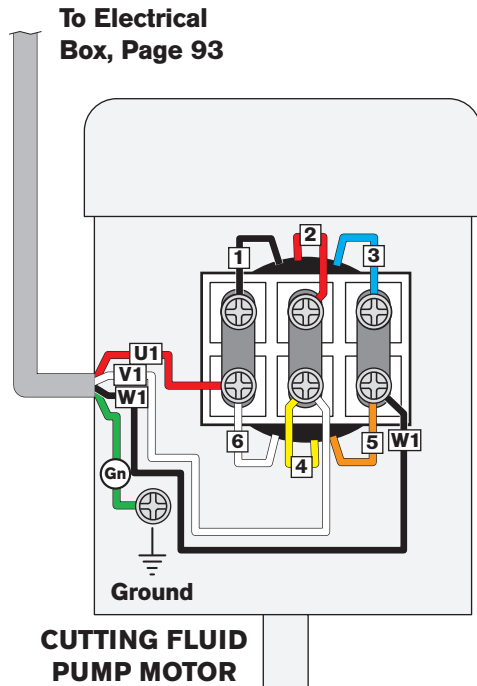 To Electrical
Box, Page 93
2
1
3
U1
V1
W1
6
5
W1
4
Gn
Ground
CUTTING FLUID
PUMP MOTOR